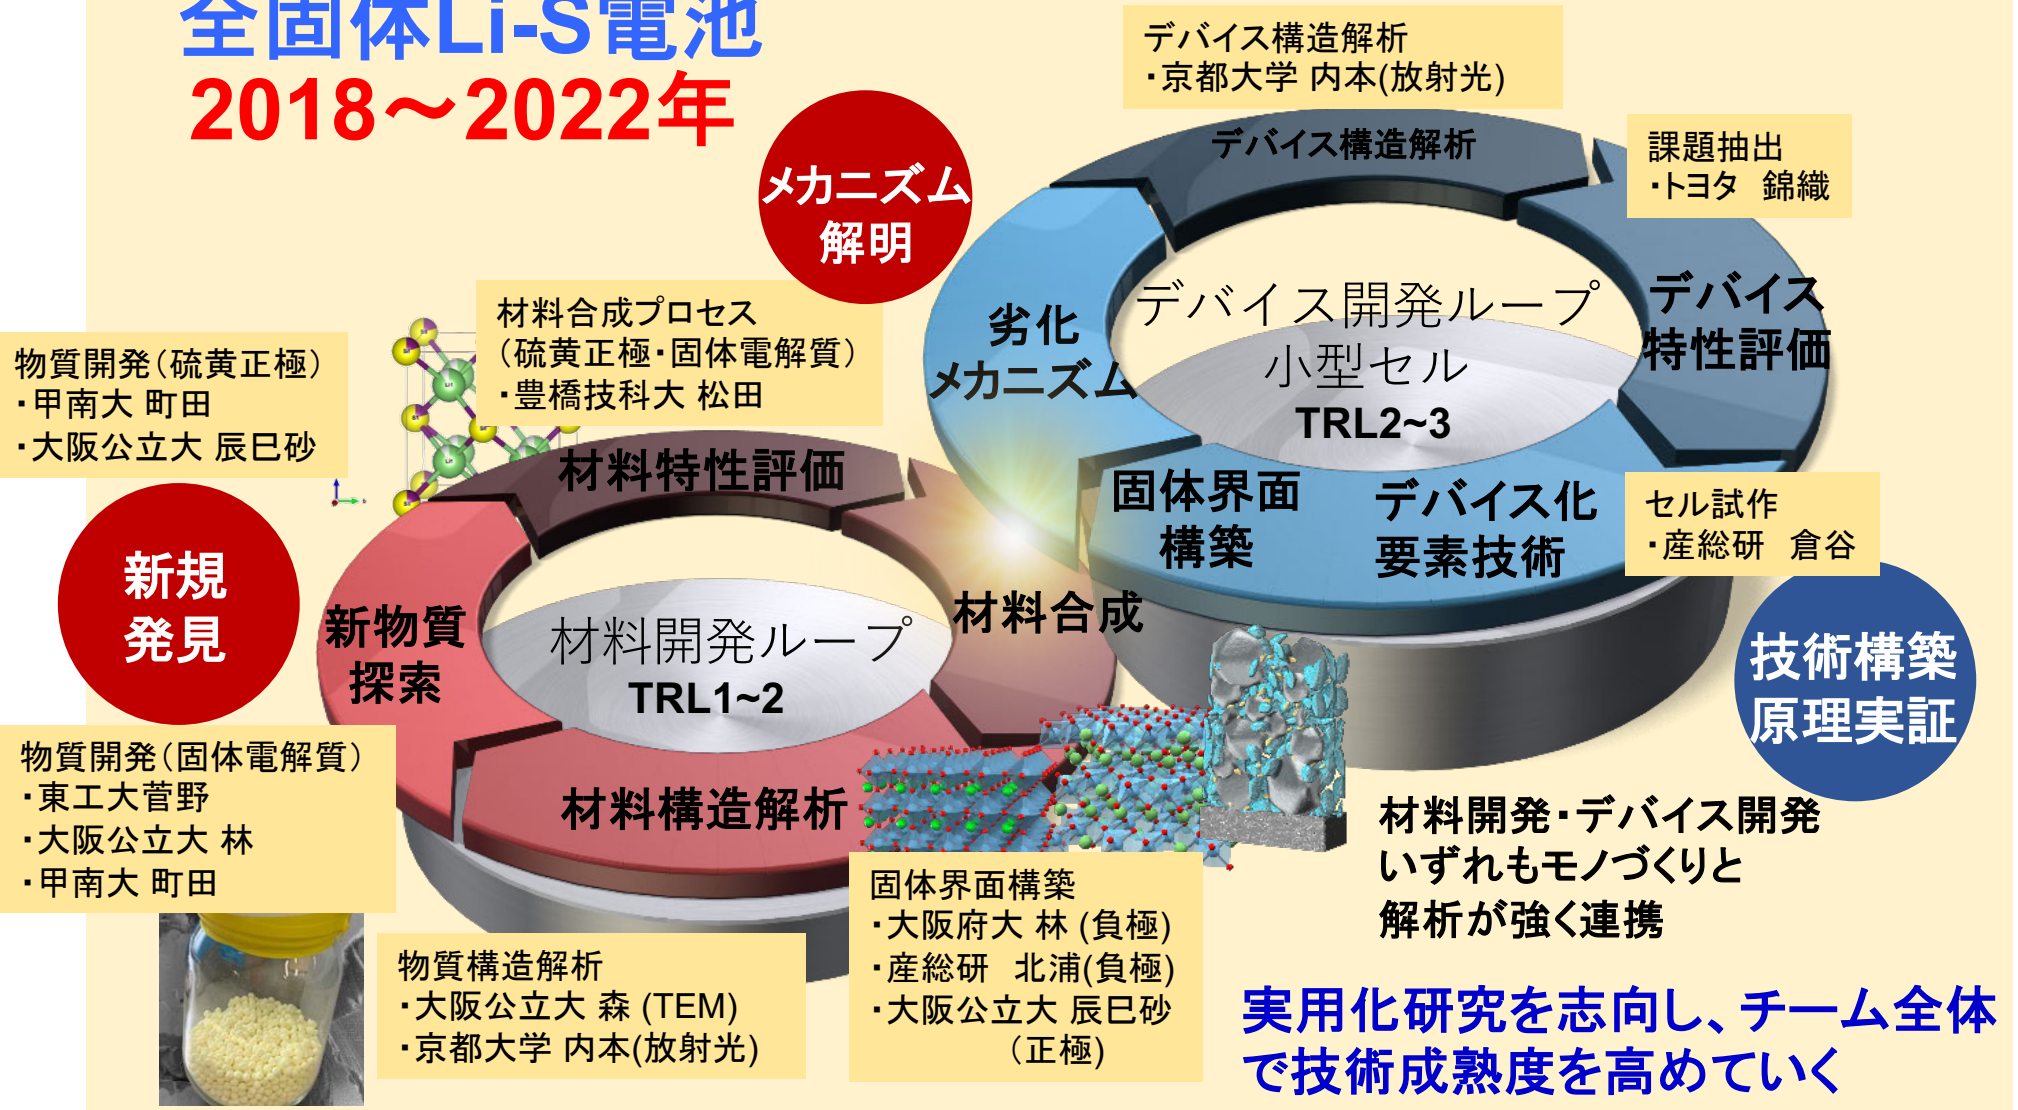 全固体Li-S電池
2018～2022年
デバイス構造解析
・京都大学 内本(放射光)
デバイス構造解析
課題抽出
・トヨタ　錦織
メカニズム
解明
材料合成プロセス
（硫黄正極・固体電解質）
・豊橋技科大 松田
物質開発（硫黄正極）
・甲南大 町田
・大阪公立大 辰巳砂
劣化
メカニズム
デバイス開発ループ
小型セル
TRL2~3
デバイス
特性評価
材料特性評価
固体界面
構築
デバイス化
要素技術
セル試作
・産総研　倉谷
新規
発見
新物質
探索
材料開発ループ
TRL1~2
材料合成
技術構築
原理実証
物質開発（固体電解質）
・東工大菅野
・大阪公立大 林
・甲南大 町田
材料構造解析
材料開発・デバイス開発
いずれもモノづくりと
解析が強く連携
固体界面構築
・大阪府大 林 (負極)
・産総研　北浦(負極)
・大阪公立大 辰巳砂
（正極)
物質構造解析
・大阪公立大 森 (TEM)
・京都大学 内本(放射光)
実用化研究を志向し、チーム全体
で技術成熟度を高めていく